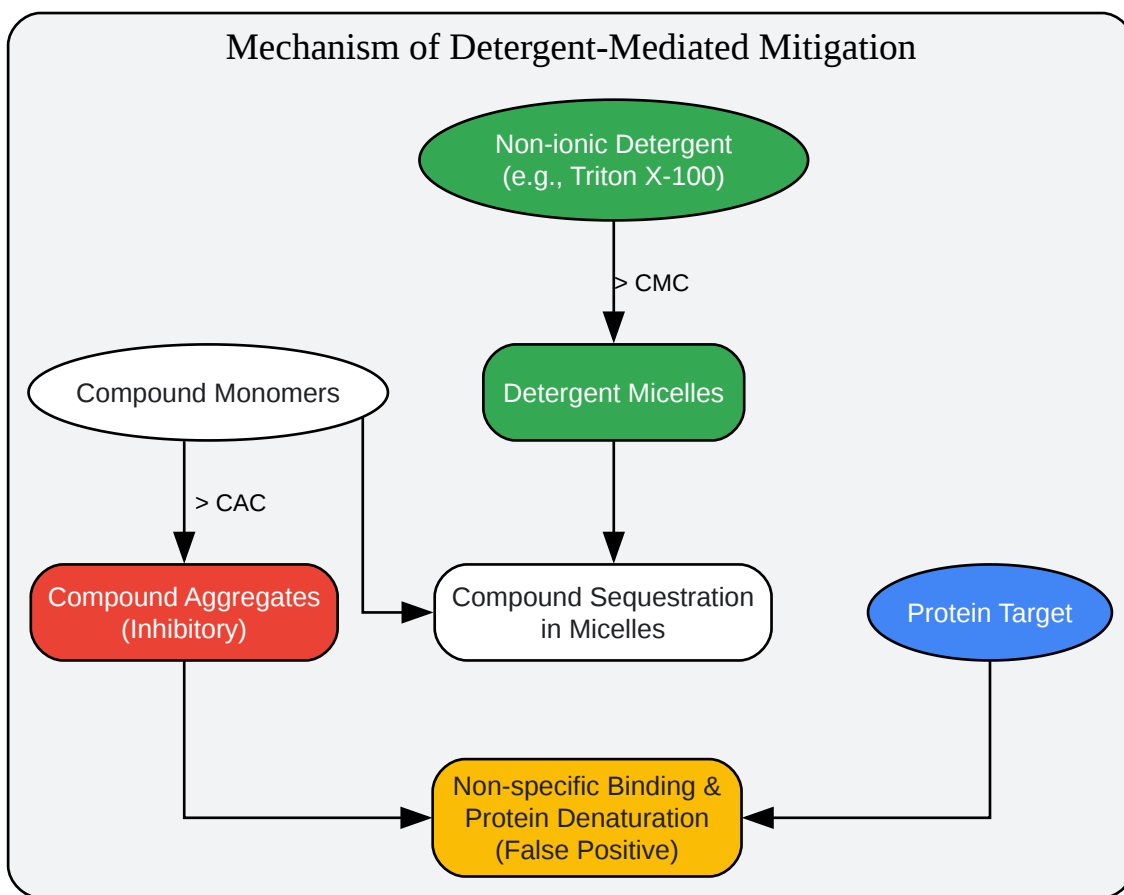 Mechanism of Detergent-Mediated Mitigation
Non-ionic Detergent
(e.g., Triton X-100)
> CMC
Compound Monomers
Detergent Micelles
> CAC
Compound Aggregates
(Inhibitory)
Compound Sequestration
in Micelles
Protein Target
Non-specific Binding &
Protein Denaturation
(False Positive)